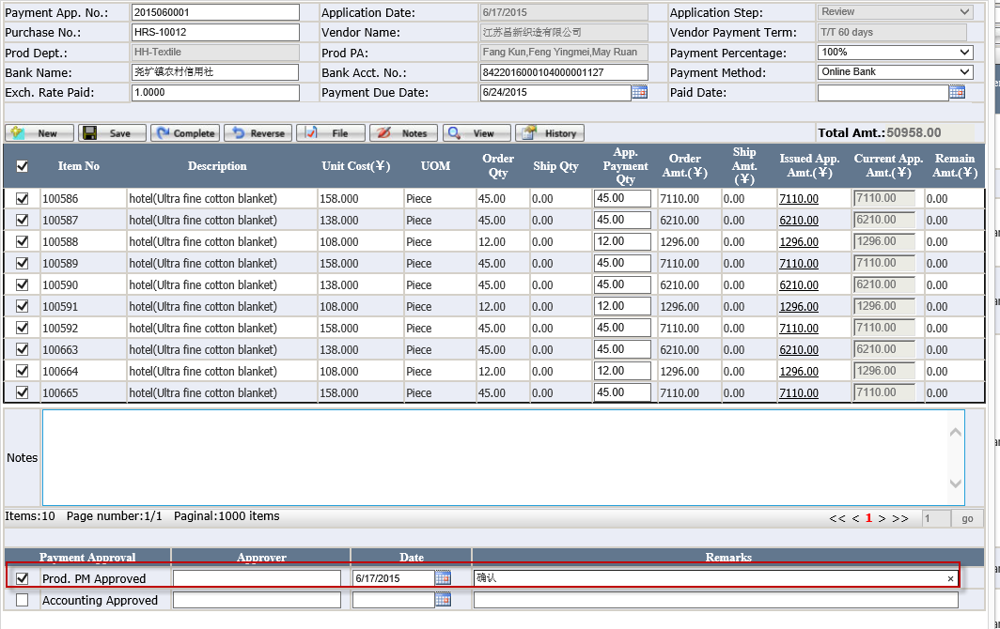 Payment App. No.: 2015060001 Application Date: 6/17/2015 Application Step: Review
Purchase No.: HRS-10012 Vendor Name: 江苏昌新织造有限公司 Vendor Payment Term: T/T 60 days
Prod Dept.: HH-Textile Prod PA: Fang Kun,Feng Yingmei,May Ruan Payment Percentage: 100%
Bank Name: 尧圹镇农村信用社 Bank Acct. No.: 8422016000104000001127 Payment Method: Online Bank
Exch. Rate Paid: 1.0000 Payment Due Date: 6/24/2015 Paid Date:
New Save Complete Reverse File Notes View History Total Amt.:50958.00
Item No Description Unit Cost(¥) UOM Order Qty Ship Qty App. Payment Qty Order Amt.(¥) Ship Amt. (¥) Issued App. Amt.(¥) Current App. Amt.(¥) Remain Amt.(¥)
100586 hotel(Ultra fine cotton blanket) 158.000 Piece 45.00 0.00 45.00 7110.00 0.00 7110.00 7110.00 0.00
100587 hotel(Ultra fine cotton blanket) 138.000 Piece 45.00 0.00 45.00 6210.00 0.00 6210.00 6210.00 0.00
100588 hotel(Ultra fine cotton blanket) 108.000 Piece 12.00 0.00 12.00 1296.00 0.00 1296.00 1296.00 0.00
100589 hotel(Ultra fine cotton blanket) 158.000 Piece 45.00 0.00 45.00 7110.00 0.00 7110.00 7110.00 0.00
100590 hotel(Ultra fine cotton blanket) 138.000 Piece 45.00 0.00 45.00 6210.00 0.00 6210.00 6210.00 0.00
100591 hotel(Ultra fine cotton blanket) 108.000 Piece 12.00 0.00 12.00 1296.00 0.00 1296.00 1296.00 0.00
100592 hotel(Ultra fine cotton blanket) 158.000 Piece 45.00 0.00 45.00 7110.00 0.00 7110.00 7110.00 0.00
100663 hotel(Ultra fine cotton blanket) 138.000 Piece 45.00 0.00 45.00 6210.00 0.00 6210.00 6210.00 0.00
100664 hotel(Ultra fine cotton blanket) 108.000 Piece 12.00 0.00 12.00 1296.00 0.00 1296.00 1296.00 0.00
100665 hotel(Ultra fine cotton blanket) 158.000 Piece 45.00 0.00 45.00 7110.00 0.00 7110.00 7110.00 0.00
Notes
Items:10 Page number:1/1 Paginal:1000 items << < 1 > >> 1 go
Payment Approval Approver Date Remarks
Prod. PM Approved 6/17/2015 确认 ×
Accounting Approved